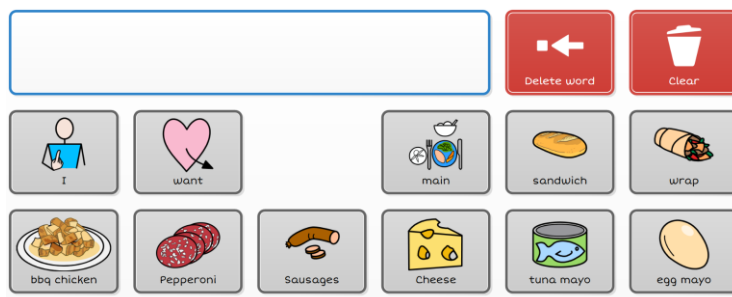 Delete word
Clear
I
want
main
sandwich
wrap
bbq chicken
Pepperoni
Sausages
Cheese
tuna mayo
egg mayo